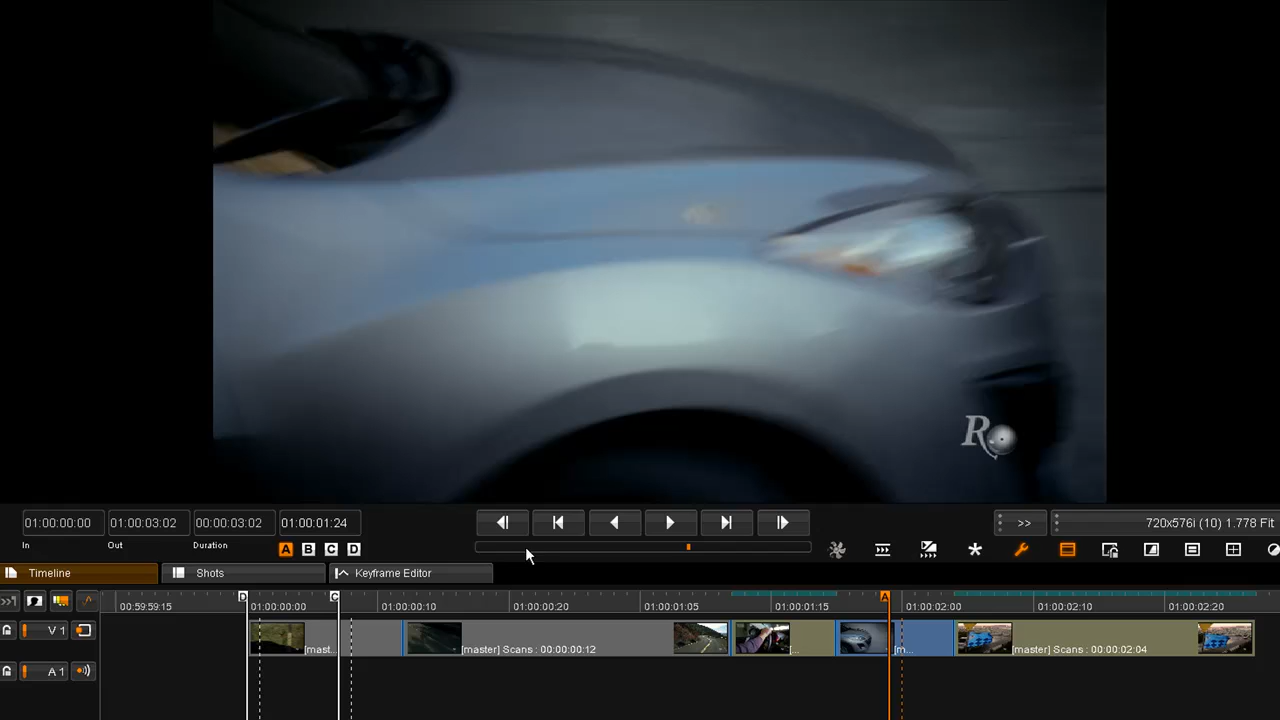 R
01:00:00:00 01:00:03:02 00:00:03:02 01:00:01:24
>> 720x576i (10) 1.778 Fit
In Out Duration A B C D
Timeline Shots Keyframe Editor
D C A
00:59:59:15 01:00:00:00 01:00:00:10 01:00:00:20 01:00:01:05 01:00:01:15 01:00:02:00 01:00:02:10 01:00:02:20
V 1
[mast... [master] Scans : 00:00:00:12 [... [m... [master] Scans : 00:00:02:04
A 1